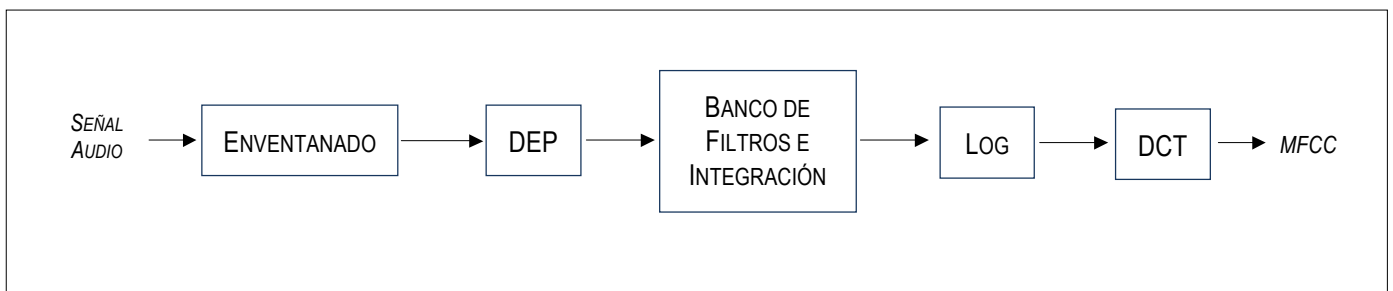 SEÑAL
AUDIO
ENVENTANADO
DEP
BANCO DE
FILTROS E
INTEGRACIÓN
LOG
DCT
MFCC